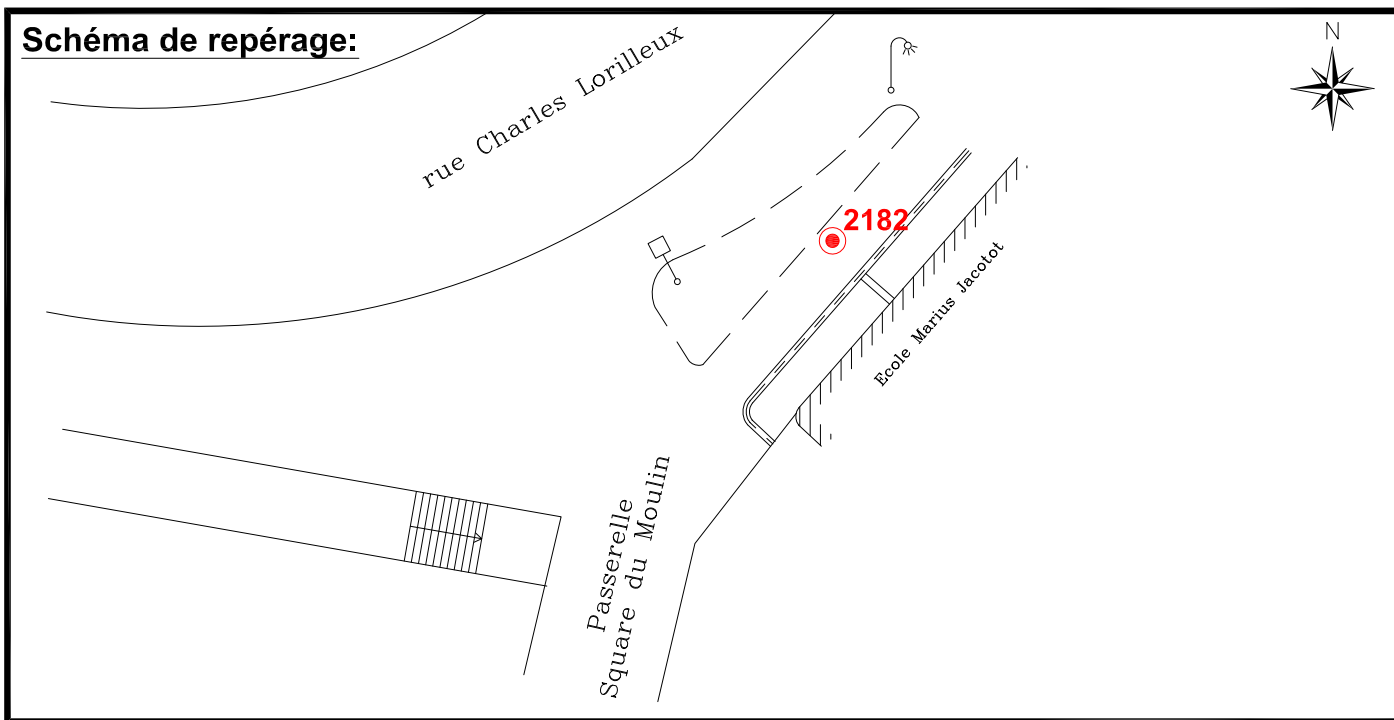 Schéma de repérage:
N
rue Charles Lorilleux
2182
Ecole Marius Jacotot
Passerelle
Square du Moulin